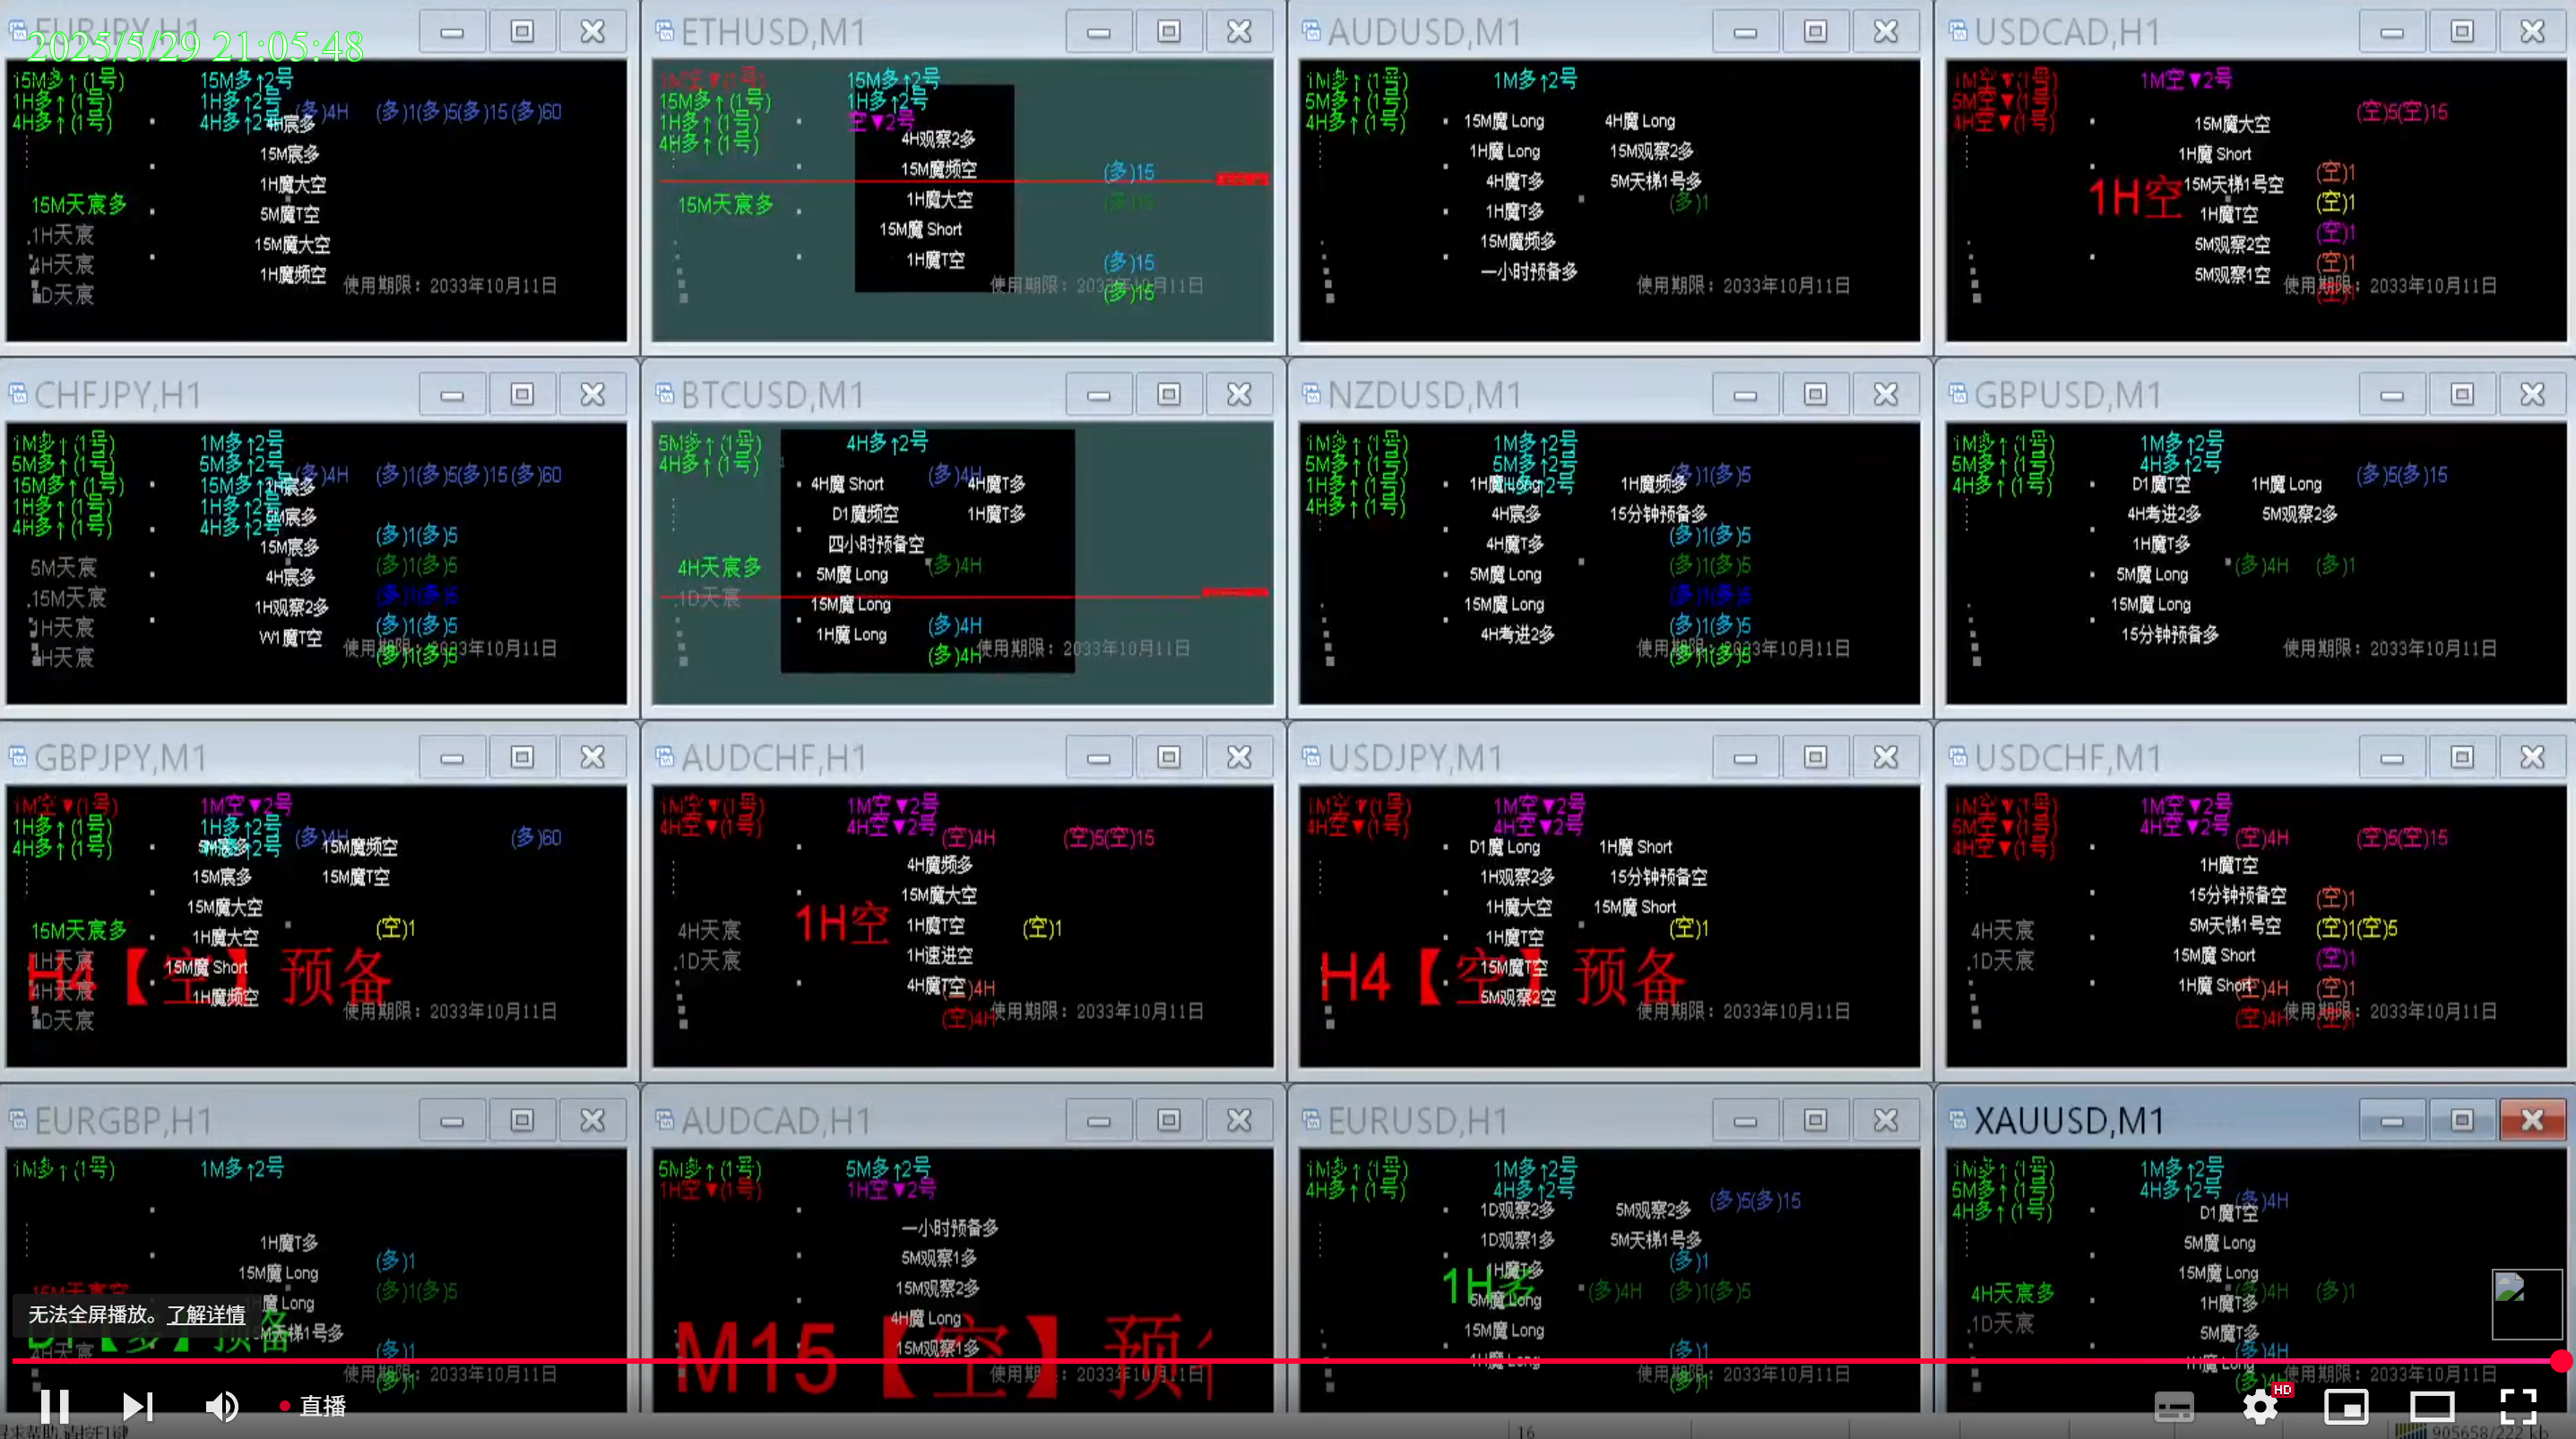 2025/5/29 21:05:48
EURJPY,H1
15M多↑(1号) 15M多↑2号
1H多↑(1号) 1H多↑2号
4H多↑(1号) 4H多↑2号
(多)4H (多)1(多)5(多)15(多)60
4H宸多
15M宸多
1H魔大空
15M天宸多
5M魔T空
1H天宸
15M魔大空
4H天宸
1H魔频空
使用期限：2033年10月11日
1D天宸
ETHUSD,M1
1M空▼(1号) 15M多↑2号
15M多↑(1号) 1H多↑2号
1H多↑(1号) 空▼2号
4H多↑(1号)
4H观察2多
15M魔频空 (多)15
1H魔大空 (多)15
15M天宸多
15M魔 Short
1H魔T空 (多)15
使用期限：2033年10月11日
(多)15
AUDUSD,M1
1M多↑(1号) 1M多↑2号
5M多↑(1号)
4H多↑(1号)
15M魔 Long 4H魔 Long
1H魔 Long 15M观察2多
4H魔T多 5M天梯1号多
1H魔T多 (多)1
15M魔频多
一小时预备多
使用期限：2033年10月11日
USDCAD,H1
1M空▼(1号) 1M空▼2号
5M空▼(1号) (空)5(空)15
4H空▼(1号)
15M魔大空
1H魔 Short
1H空
15M天梯1号空 (空)1
1H魔T空 (空)1
5M观察2空 (空)1
5M观察1空 (空)1
使用期限：2033年10月11日
(空)1
CHFJPY,H1
1M多↑(1号) 1M多↑2号
5M多↑(1号) 5M多↑2号
15M多↑(1号) 15M多↑2号
1H多↑(1号) 1H多↑2号
4H多↑(1号) 4H多↑2号
(多)4H (多)1(多)5(多)15(多)60
15M宸多 (多)1(多)5
5M天宸 4H宸多 (多)1(多)5
15M天宸 1H观察2多 (多)1(多)5
1H天宸 W1魔T空 (多)1(多)5
使用期限：2033年10月11日
(多)1(多)5
BTCUSD,M1
5M多↑(1号) 4H多↑2号
4H多↑(1号)
(多)4H
4H魔 Short 4H魔T多
D1魔频空 1H魔T多
四小时预备空
4H天宸多 5M魔 Long (多)4H
1D天宸 15M魔 Long
1H魔 Long (多)4H
(多)4H
使用期限：2033年10月11日
NZDUSD,M1
1M多↑(1号) 1M多↑2号
5M多↑(1号) 5M多↑2号
1H多↑(1号)
4H多↑(1号)
(多)1(多)5
1H魔频多
4H宸多 15分钟预备多
4H魔T多 (多)1(多)5
5M魔 Long (多)1(多)5
15M魔 Long (多)1(多)5
4H考进2多 (多)1(多)5
使用期限：2033年10月11日
(多)1(多)5
GBPUSD,M1
1M多↑(1号) 1M多↑2号
5M多↑(1号) 4H多↑2号
4H多↑(1号)
(多)5(多)15
D1魔T空 1H魔 Long
4H考进2多 5M观察2多
1H魔T多
(多)4H (多)1
5M魔 Long
15M魔 Long
15分钟预备多
使用期限：2033年10月11日
GBPJPY,M1
1M空▼(1号) 1M空▼2号
1H多↑(1号) 1H多↑2号
4H多↑(1号) 4H多↑2号
(多)4H (多)60
5M宸多 15M魔频空
15M宸多 15M魔T空
15M魔大空
15M天宸多 1H魔大空 (空)1
1H天宸 15M魔 Short
H4【空】预备
4H天宸 1H魔频空
1D天宸
使用期限：2033年10月11日
AUDCHF,H1
1M空▼(1号) 1M空▼2号
4H空▼(1号) 4H空▼2号
(空)4H (空)5(空)15
4H魔频多
15M魔大空
1H空
4H天宸 1H魔T空 (空)1
1D天宸 1H速进空
4H魔T空 (空)4H
使用期限：2033年10月11日
(空)4H
USDJPY,M1
1M空▼(1号) 1M空▼2号
4H空▼(1号) 4H空▼2号
D1魔 Long 1H魔 Short
1H观察2多 15分钟预备空
1H魔大空 15M魔 Short
1H魔T空 (空)1
15M魔T空
H4【空】预备
5M观察2空
使用期限：2033年10月11日
USDCHF,M1
1M空▼(1号) 1M空▼2号
5M空▼(1号) 4H空▼2号
4H空▼(1号)
(空)4H (空)5(空)15
1H魔T空
15分钟预备空 (空)1
4H天宸 5M天梯1号空 (空)1(空)5
1D天宸 15M魔 Short (空)1
1H魔 Short (空)4H (空)1
使用期限：2033年10月11日
(空)4H (空)1
EURGBP,H1
1M多↑(1号) 1M多↑2号
1H魔T多 (多)1
15M魔 Long (多)1(多)5
15M天宸空
魔 Long
D1【多】预备
4H天宸 (多)1
使用期限：2033年10月11日
(多)1
AUDCAD,H1
5M多↑(1号) 5M多↑2号
1H空▼(1号) 1H空▼2号
一小时预备多
5M观察1多
15M观察2多
4H魔 Long
15M观察1多
M15【空】预
使用期限：2033年10月11日
EURUSD,H1
1M多↑(1号) 1M多↑2号
4H多↑(1号) 4H多↑2号
(多)5(多)15
1D观察2多 5M观察2多
1D观察1多 5M天梯1号多
1H魔T多 (多)1
1H多
5M魔 Long (多)4H (多)1(多)5
15M魔 Long
(多)1
使用期限：2033年10月11日
(多)1
XAUUSD,M1
1M多↑(1号) 1M多↑2号
5M多↑(1号) 4H多↑2号
4H多↑(1号)
(多)4H
D1魔T空
5M魔 Long
15M魔 Long
4H天宸多 1H魔T多 (多)4H (多)1
1D天宸 5M魔T多
(多)4H
使用期限：2033年10月11日
无法全屏播放。了解详情
直播
HD
16
905658/222 kb